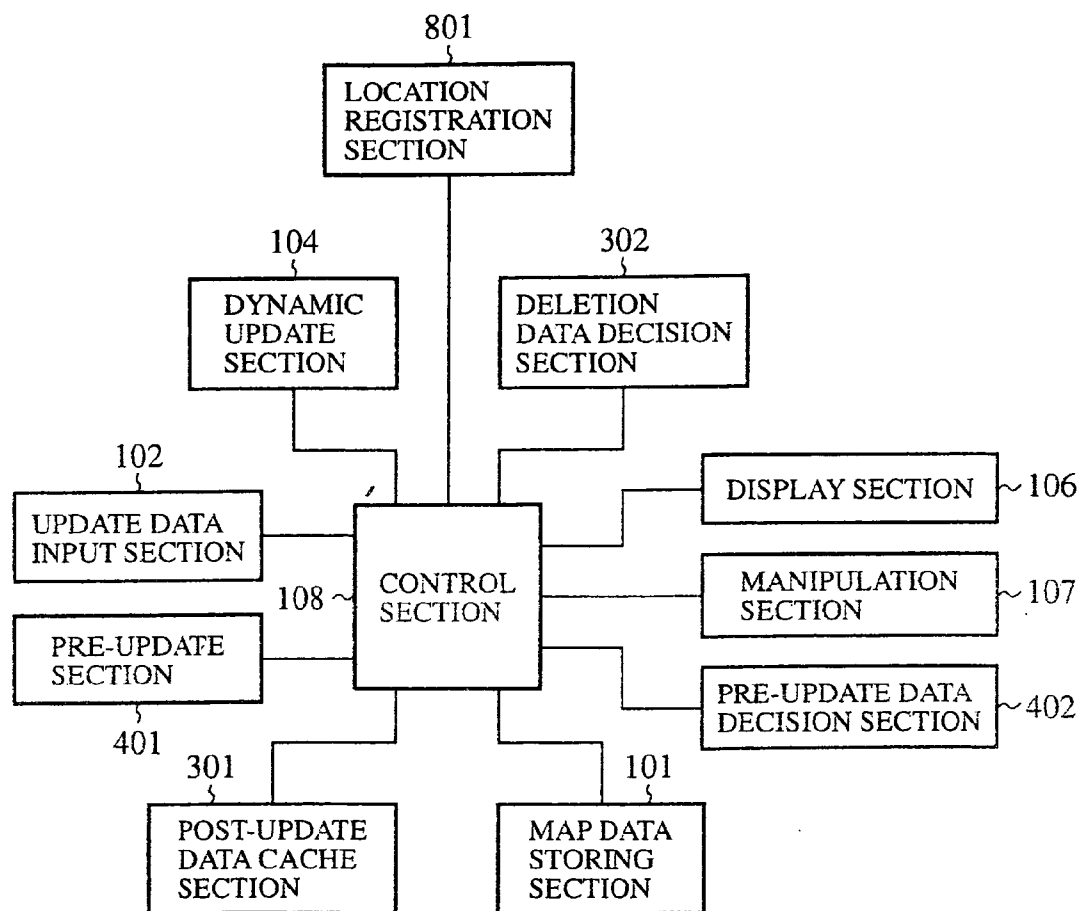 801
LOCATION
REGISTRATION
SECTION
104
DYNAMIC
UPDATE
SECTION
302
DELETION
DATA DECISION
SECTION
102
UPDATE DATA
INPUT SECTION
DISPLAY SECTION
106
108
CONTROL
SECTION
MANIPULATION
SECTION
107
PRE-UPDATE
SECTION
401
PRE-UPDATE DATA
DECISION SECTION
402
301
POST-UPDATE
DATA CACHE
SECTION
101
MAP DATA
STORING
SECTION